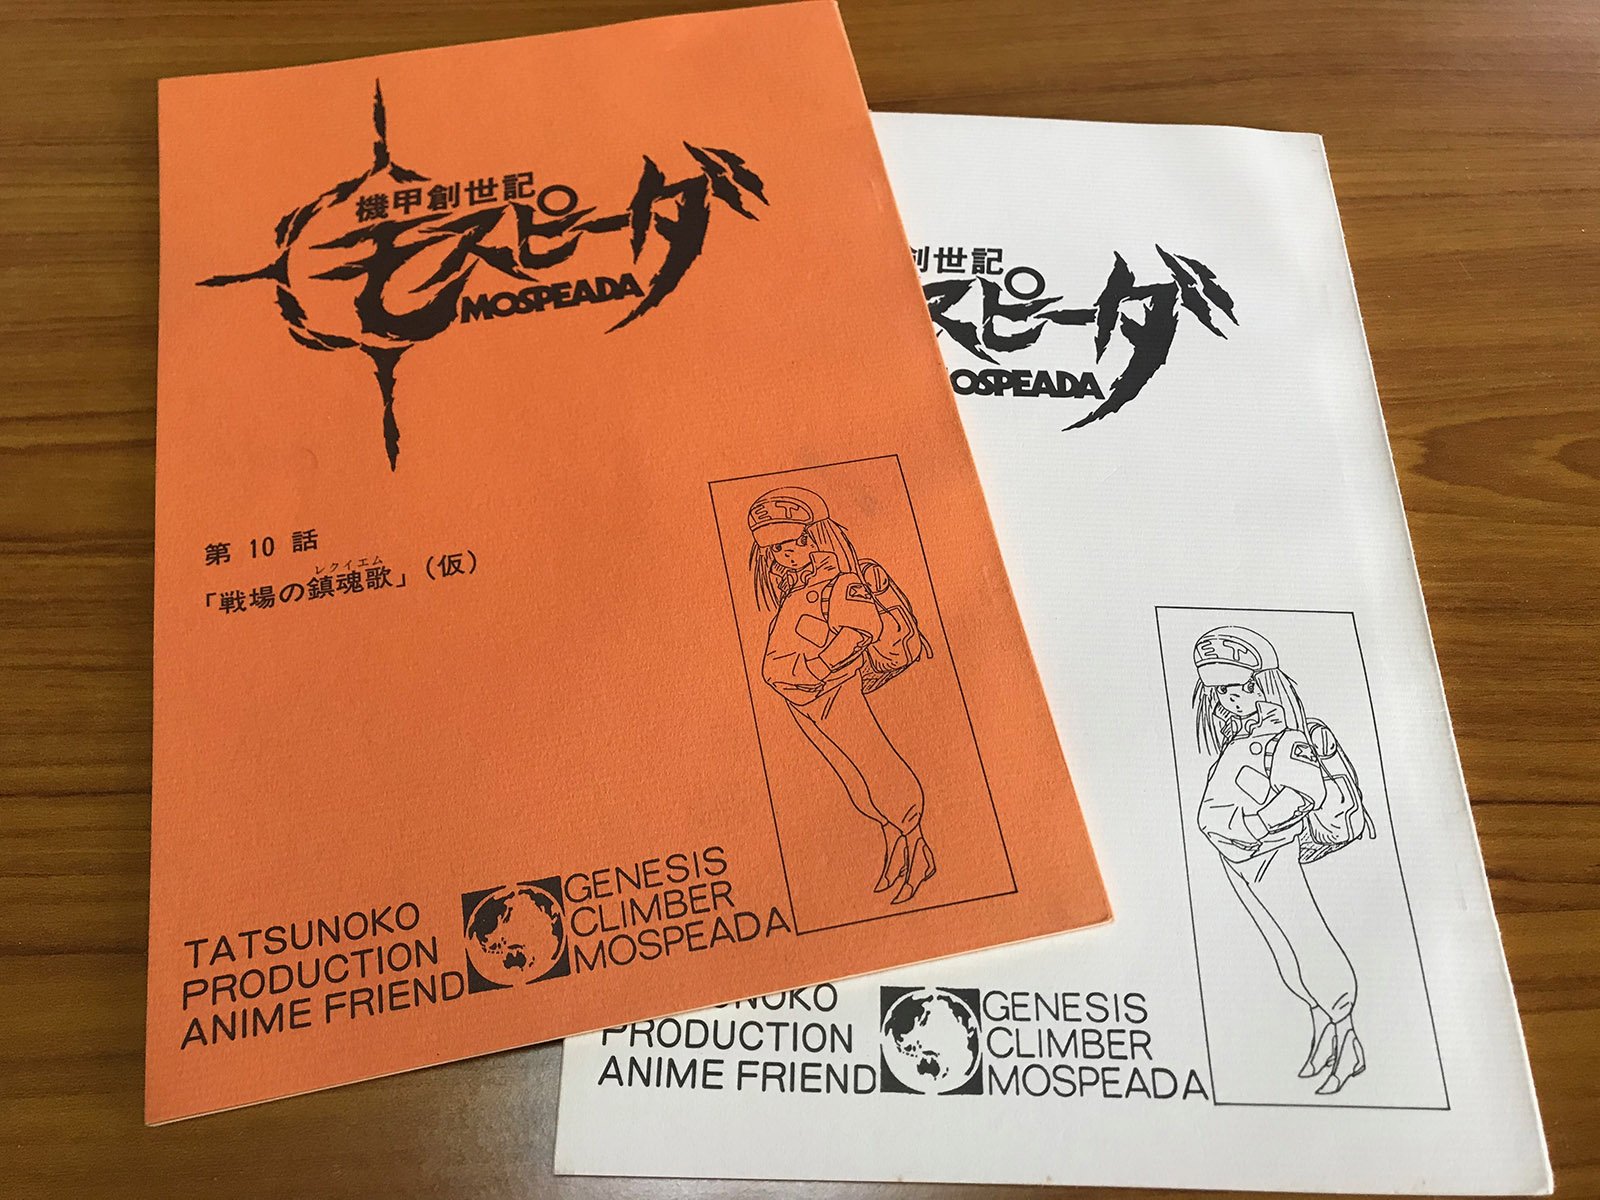 機甲創世記
モスピーダ
MOSPEADA
第 10 話
レクイエム
「戦場の鎮魂歌」(仮)
ET
TATSUNOKO
PRODUCTION
ANIME FRIEND
GENESIS
CLIMBER
MOSPEADA
創世記
スピーダ
MOSPEADA
ET
TATSUNOKO
PRODUCTION
ANIME FRIEND
GENESIS
CLIMBER
MOSPEADA